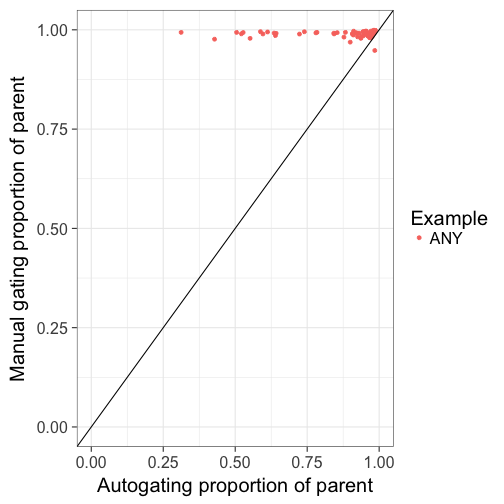 Manual gating proportion of parent
1.00
0.75
0.50
0.25
0.00
0.00 0.25 0.50 0.75 1.00
Autogating proportion of parent
Example
ANY